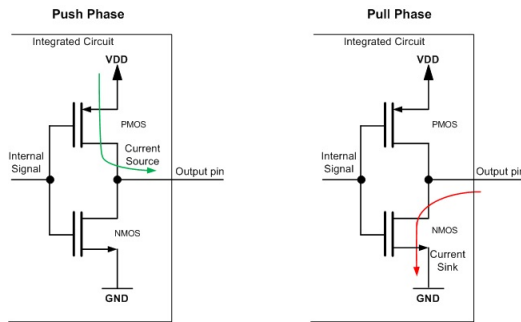 Push Phase
Integrated Circuit
VDD
PMOS
Current
Source
Internal
Signal
Output pin
NMOS
GND
Pull Phase
Integrated Circuit
VDD
PMOS
Internal
Signal
Output pin
NMOS
Current
Sink
GND